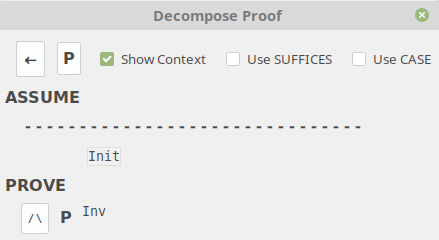 Decompose Proof
← P Show Context Use SUFFICES Use CASE
ASSUME
- - - - - - - - - - - - - - - - - - - - - - - - - - - - - - -
Init
PROVE
/\ P Inv